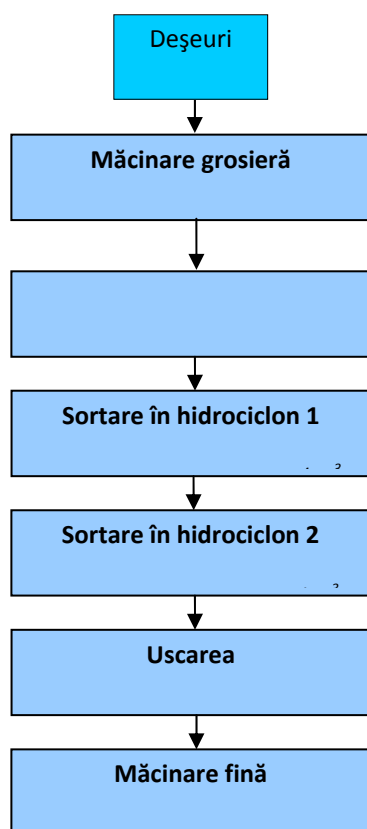 Deşeuri
Măcinare grosieră
Sortare în hidrociclon 1
Sortare în hidrociclon 2
Uscarea
Măcinare fină